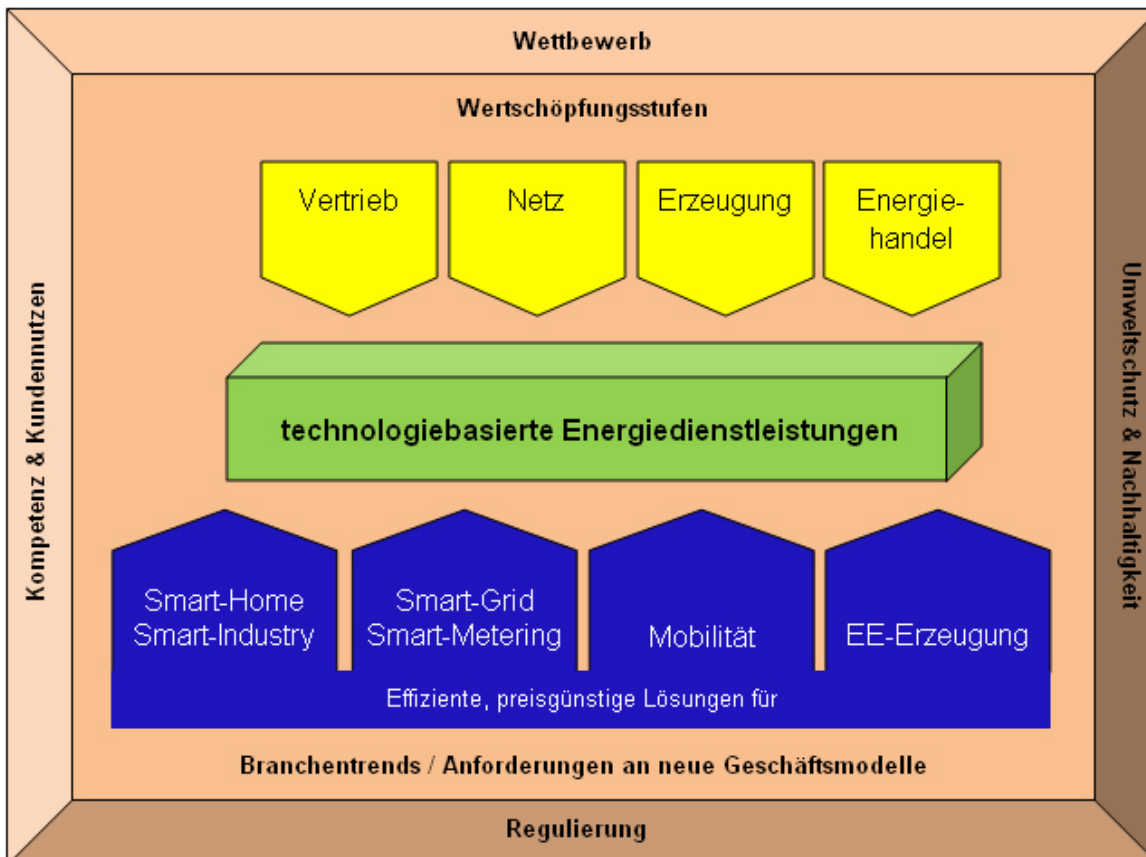 Wettbewerb
Wertschöpfungsstufen
Vertrieb
Netz
Erzeugung
Energie-
handel
Kompetenz & Kundennutzen
Umweltschutz & Nachhaltigkeit
technologiebasierte Energiedienstleistungen
Smart-Home
Smart-Industry
Smart-Grid
Smart-Metering
Mobilität
EE-Erzeugung
Effiziente, preisgünstige Lösungen für
Branchentrends / Anforderungen an neue Geschäftsmodelle
Regulierung